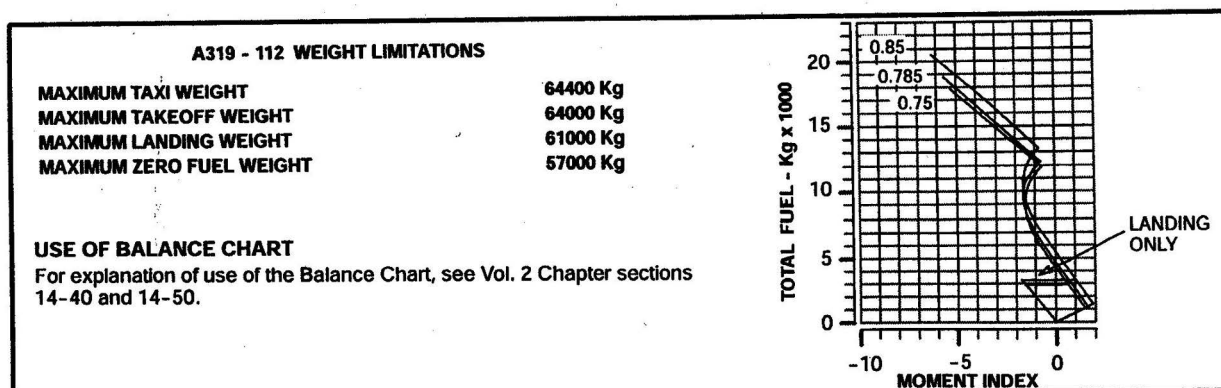 A319 - 112 WEIGHT LIMITATIONS
MAXIMUM TAXI WEIGHT 64400 Kg
MAXIMUM TAKEOFF WEIGHT 64000 Kg
MAXIMUM LANDING WEIGHT 61000 Kg
MAXIMUM ZERO FUEL WEIGHT 57000 Kg
USE OF BALANCE CHART
For explanation of use of the Balance Chart, see Vol. 2 Chapter sections
14-40 and 14-50.
TOTAL FUEL - Kg x 1000
20
15
10
5
0
0.85
0.785
0.75
LANDING
ONLY
-10 -5 0
MOMENT INDEX